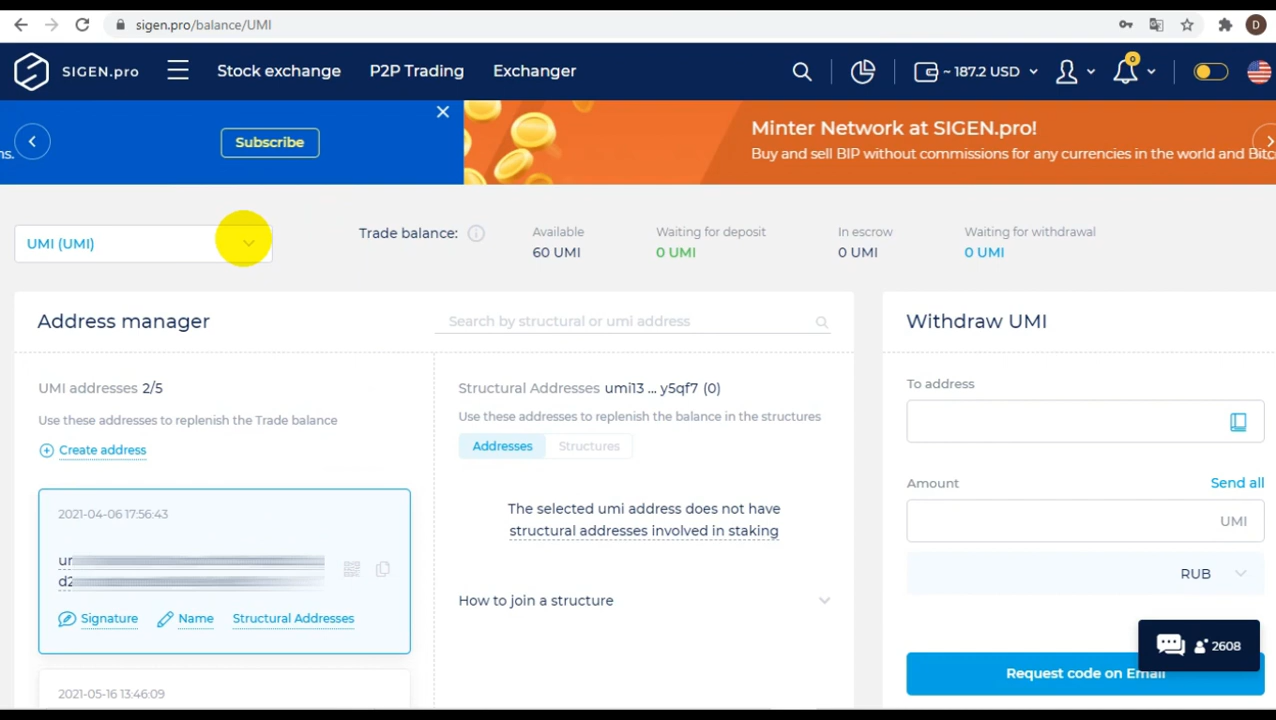 sigen.pro/balance/UMI
D
SIGEN.pro
Stock exchange
P2P Trading
Exchanger
~ 187.2 USD
0
ns.
Subscribe
Minter Network at SIGEN.pro!
Buy and sell BIP without commissions for any currencies in the world and Bitc
UMI (UMI)
Trade balance:
Available
60 UMI
Waiting for deposit
0 UMI
In escrow
0 UMI
Waiting for withdrawal
0 UMI
Address manager
Search by structural or umi address
UMI addresses 2/5
Use these addresses to replenish the Trade balance
Create address
2021-04-06 17:56:43
d2
Signature
Name
Structural Addresses
2021-05-16 13:46:09
Structural Addresses umi13 ... y5qf7 (0)
Use these addresses to replenish the balance in the structures
Addresses
Structures
The selected umi address does not have
structural addresses involved in staking
How to join a structure
Withdraw UMI
To address
Amount
Send all
UMI
RUB
2608
Request code on Email